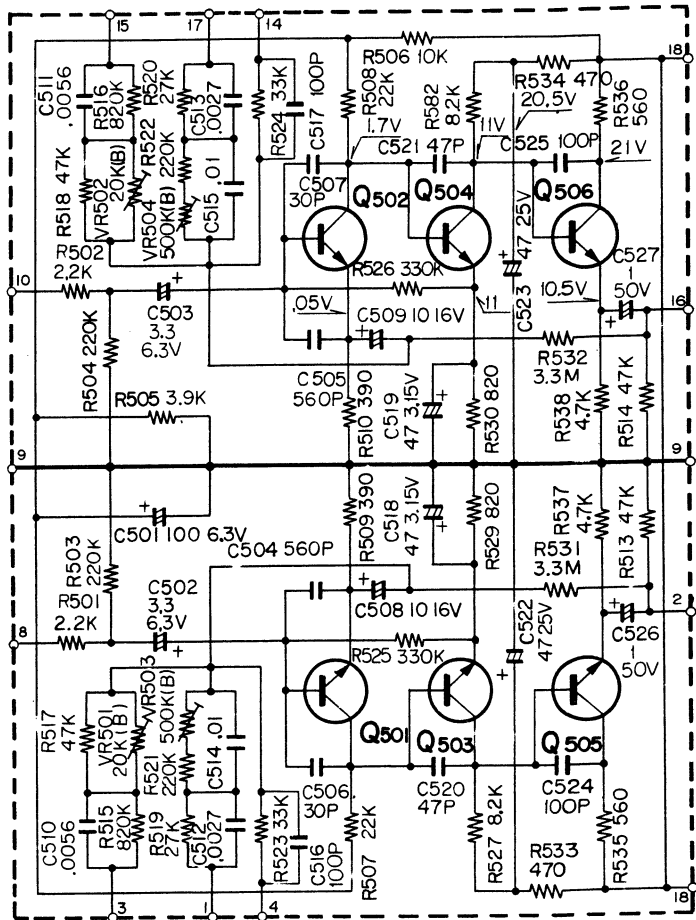 15
17
14
18
R506 10K
C511
.0056
R516
820K
R520
27K
C513
.0027
R524 33K
C517 100P
R508
22K
R582
8.2K
R534 470
20.5V
R536
560
1.7V
11V
C521 47P
C525
100P
21V
R518 47K
VR502
20K(B)
R522
220K
VR504
500K(B)
C515 .01
C507
30P
Q502
Q504
Q506
47 25V
C523
R502
2.2K
10
C503
3.3
6.3V
R526 330K
.05V
C509 10 16V
11
10.5V
C527
1
50V
16
R504 220K
C505
560P
R532
3.3M
R505 3.9K
R510 390
C519
47 3.15V
R530 820
R538
4.7K
R514 47K
9
9
C501 100 6.3V
R503
220K
C504 560P
R509 390
C518
47 3.15V
R529 820
R537
4.7K
R513 47K
R531
3.3M
R501
2.2K
C502
3.3
6.3V
C508 10 16V
C522
47 25V
2
8
R525 330K
C526
1
50V
R517
47K
VR501
20K(B)
VR503
500K(B)
R521
220K
C514 .01
Q501
Q503
Q505
C506
30P
C520
47P
C524
100P
C510
.0056
R515
820K
R519
27K
C512
.0027
R523 33K
C516
100P
R507 22K
R527 8.2K
R533
470
R535 560
3
1
4
18